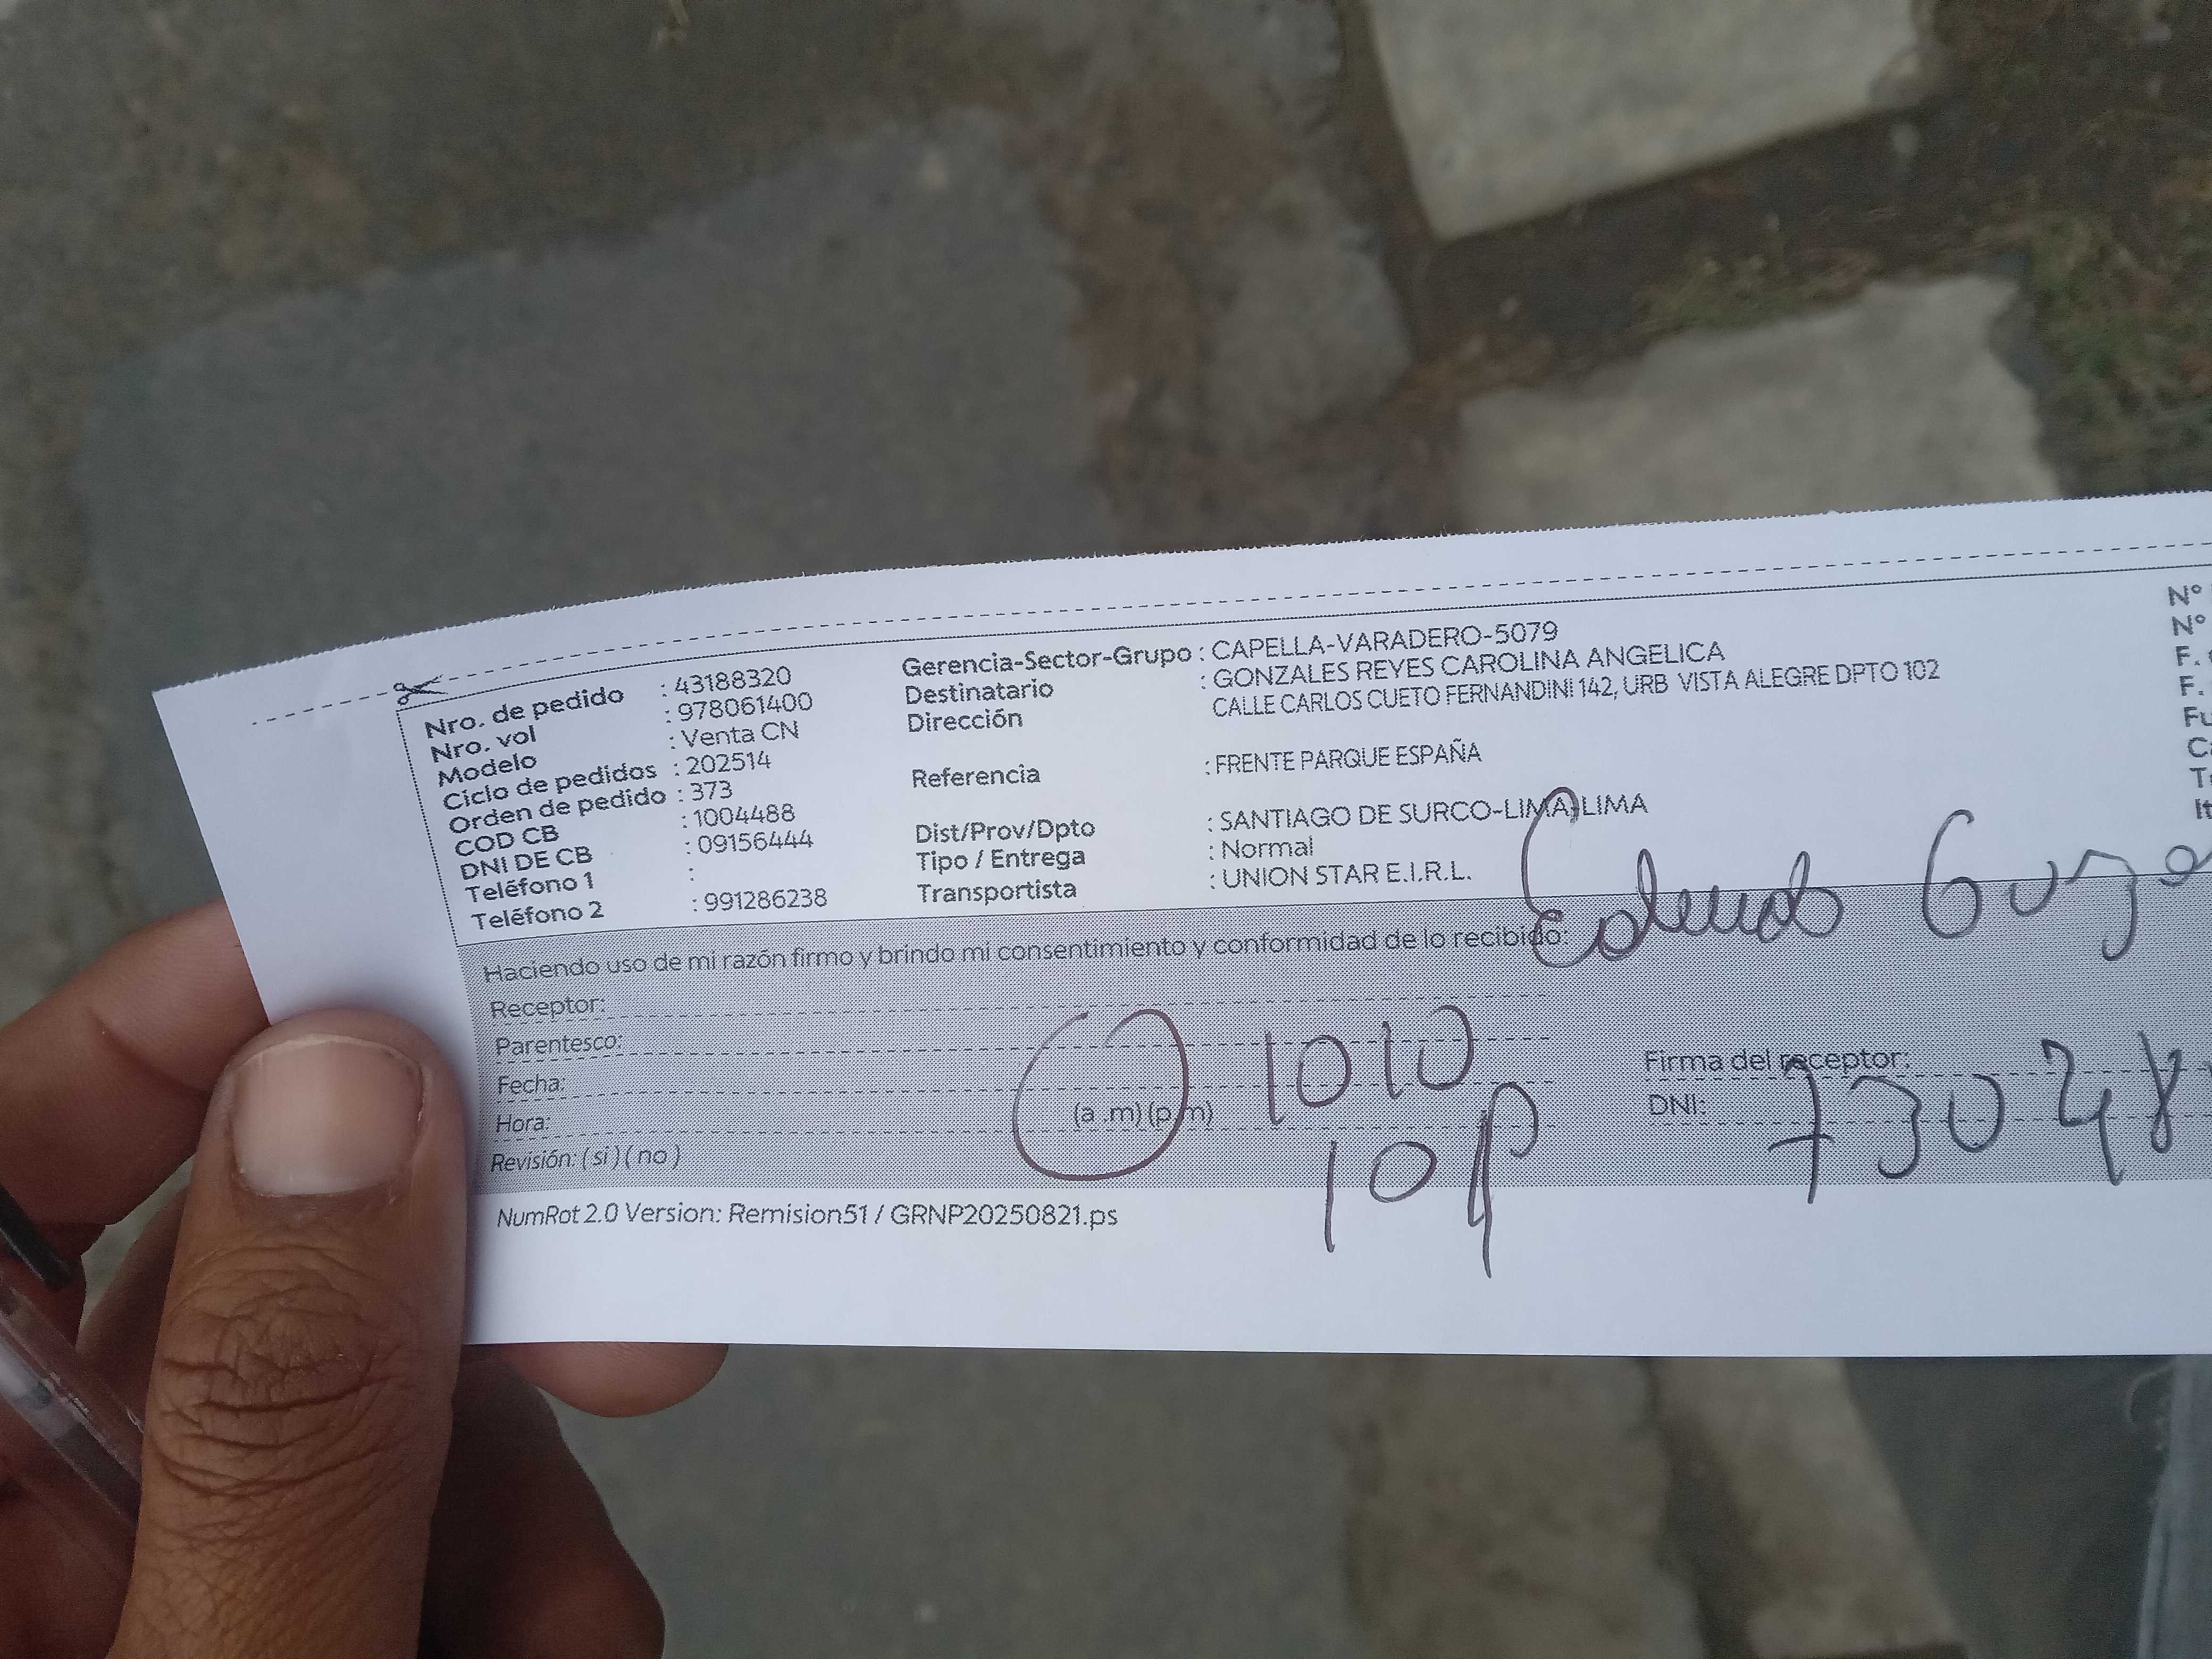 Nro. de pedido : 43188320
Nro. vol : 978061400
Modelo : Venta CN
Ciclo de pedidos : 202514
Orden de pedido : 373
COD CB : 1004488
DNI DE CB : 09156444
Teléfono 1 :
Teléfono 2 : 991286238
Gerencia-Sector-Grupo : CAPELLA-VARADERO-5079
Destinatario : GONZALES REYES CAROLINA ANGELICA
Dirección CALLE CARLOS CUETO FERNANDINI 142, URB VISTA ALEGRE DPTO 102
Referencia : FRENTE PARQUE ESPAÑA
Dist/Prov/Dpto : SANTIAGO DE SURCO-LIMA-LIMA
Tipo / Entrega : Normal
Transportista : UNION STAR E.I.R.L.
N°
N°
F.
F.
Haciendo uso de mi razón firmo y brindo mi consentimiento y conformidad de lo recibido:
Receptor:
Parentesco:
Fecha:
Hora: (a .m) (p.m)
Revisión: ( si ) ( no )
1010
Firma del receptor:
DNI: 73048
NumRot 2.0 Version: Remision51 / GRNP20250821.ps